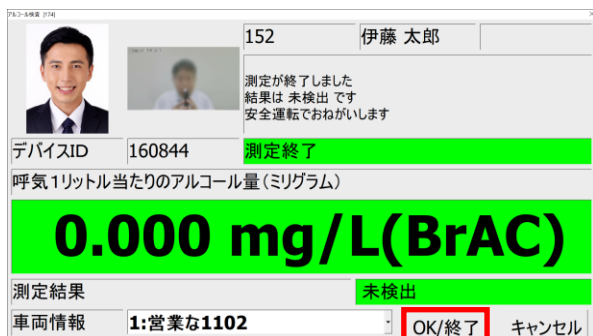 アルコール検査 [174]
152 伊藤 太郎
測定が終了しました
結果は 未検出 です
安全運転でおねがいします
デバイスID 160844 測定終了
呼気1リットル当たりのアルコール量(ミリグラム)
0.000 mg/L(BrAC)
測定結果 未検出
車両情報 1:営業な1102 OK/終了 キャンセル